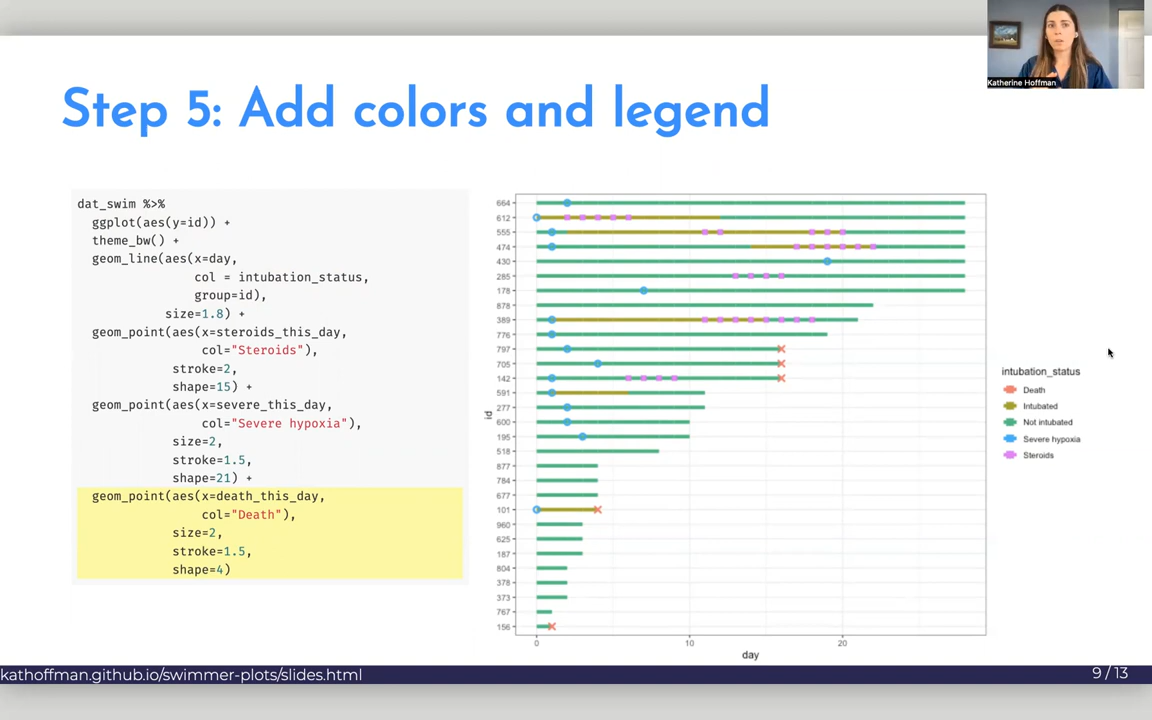 Katherine Hoffman
Step 5: Add colors and legend
dat_swim %>%
ggplot(aes(y=id)) +
theme_bw() +
geom_line(aes(x=day,
col = intubation_status,
group=id),
size=1.8) +
geom_point(aes(x=steroids_this_day,
col="Steroids"),
stroke=2,
shape=15) +
geom_point(aes(x=severe_this_day,
col="Severe hypoxia"),
size=2,
stroke=1.5,
shape=21) +
geom_point(aes(x=death_this_day,
col="Death"),
size=2,
stroke=1.5,
shape=4)
id
664
612
555
474
430
285
178
878
389
776
797
705
142
591
277
600
195
518
877
784
677
101
960
625
187
804
378
373
767
156
0 10 20
day
intubation_status
Death
Intubated
Not intubated
Severe hypoxia
Steroids
kathoffman.github.io/swimmer-plots/slides.html
9 / 13